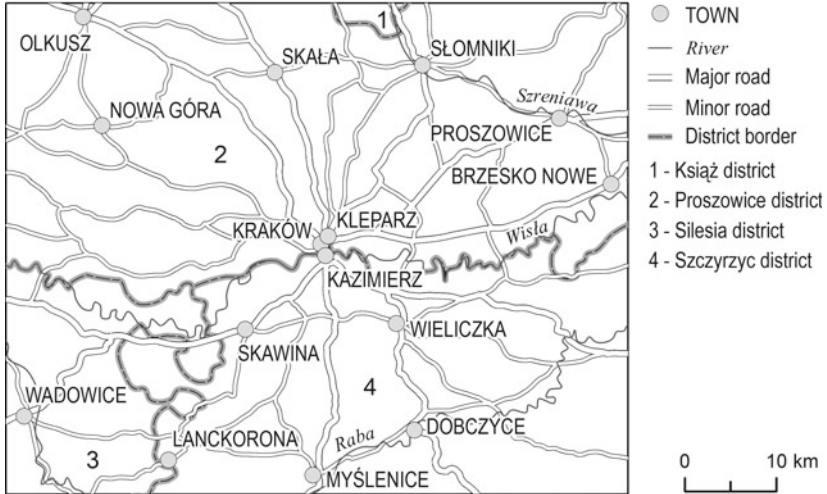 OLKUSZ
SKAŁA
1
SŁOMNIKI
NOWA GÓRA
Szreniawa
PROSZOWICE
2
BRZESKO NOWE
KLEPARZ
KRAKÓW
Wisła
KAZIMIERZ
WIELICZKA
SKAWINA
WADOWICE
4
LANCKORONA
Raba
DOBCZYCE
3
MYŚLENICE
TOWN
River
Major road
Minor road
District border
1 - Książ district
2 - Proszowice district
3 - Silesia district
4 - Szczyrzyc district
0 10 km